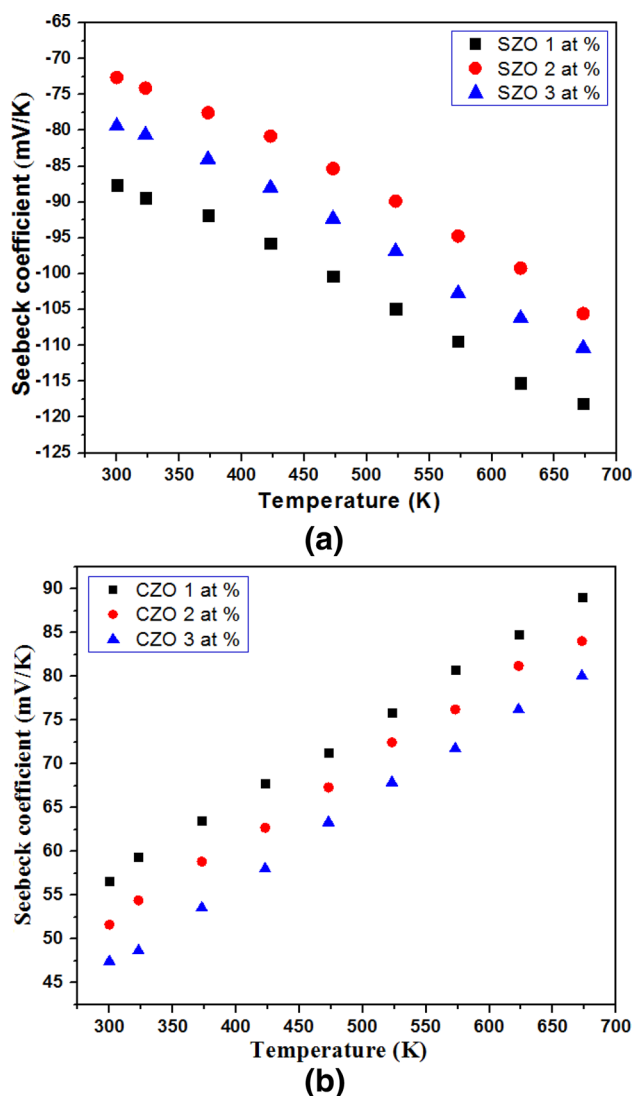 -65
-70
-75
-80
-85
-90
-95
-100
-105
-110
-115
-120
-125
Seebeck coefficient (mV/K)
SZO 1 at %
SZO 2 at %
SZO 3 at %
300 350 400 450 500 550 600 650 700
Temperature (K)
(a)
90
85
80
75
70
65
60
55
50
45
Seebeck coefficient (mV/K)
CZO 1 at %
CZO 2 at %
CZO 3 at %
300 350 400 450 500 550 600 650 700
Temperature (K)
(b)